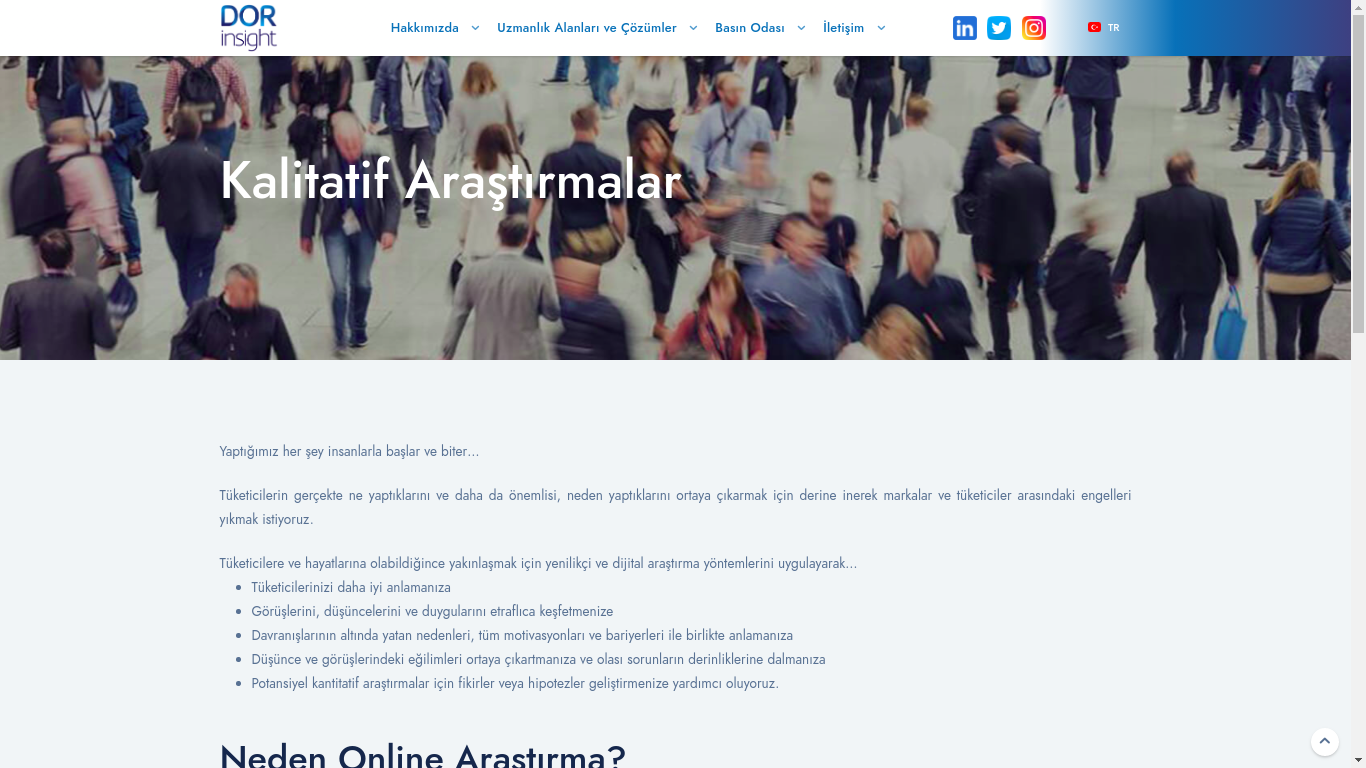 DOR
insight
Hakkımızda
Uzmanlık Alanları ve Çözümler
Basın Odası
İletişim
TR
Kalitatif Araştırmalar
Yaptığımız her şey insanlarla başlar ve biter...
Tüketicilerin gerçekte ne yaptıklarını ve daha da önemlisi, neden yaptıklarını ortaya çıkarmak için derine inerek markalar ve tüketiciler arasındaki engelleri
yıkmak istiyoruz.
Tüketicilere ve hayatlarına olabildiğince yakınlaşmak için yenilikçi ve dijital araştırma yöntemlerini uygulayarak...
Tüketicilerinizi daha iyi anlamanıza
Görüşlerini, düşüncelerini ve duygularını etraflıca keşfetmenize
Davranışlarının altında yatan nedenleri, tüm motivasyonları ve bariyerleri ile birlikte anlamanıza
Düşünce ve görüşlerindeki eğilimleri ortaya çıkartmanıza ve olası sorunların derinliklerine dalmanıza
Potansiyel kantitatif araştırmalar için fikirler veya hipotezler geliştirmenize yardımcı oluyoruz.
Neden Online Araştırma?